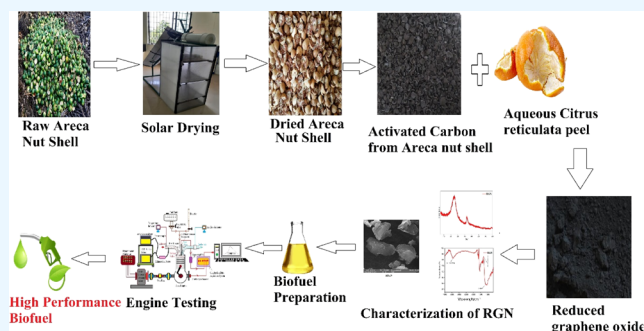 Raw Areca
Nut Shell
Solar Drying
Dried Areca
Nut Shell
Activated Carbon
from Areca nut shell
Aqueous Citrus
reticulata peel
Reduced
graphene oxide
Characterization of RGN
Biofuel
Preparation
Engine Testing
High Performance
Biofuel